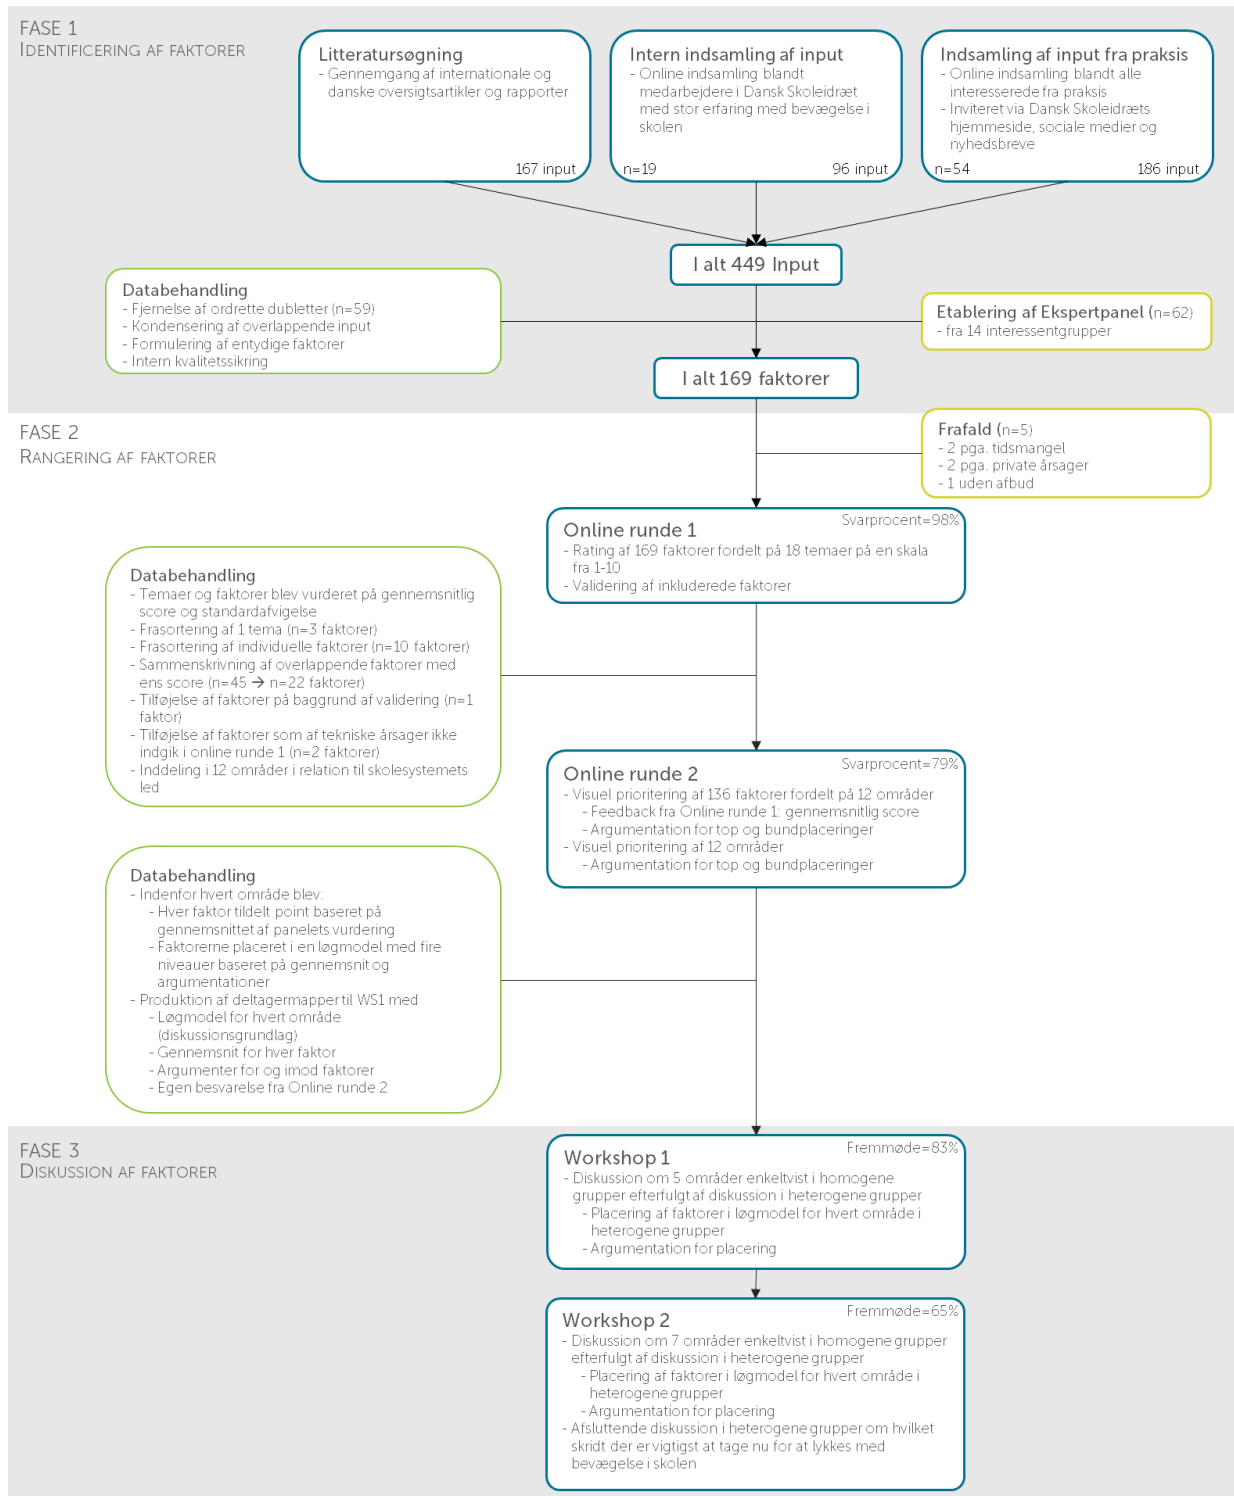 FASE 1
IDENTIFICERING AF FAKTORER
Litteratursøgning
- Gennemgang af internationale og
danske oversigtsartikler og rapporter
167 input
Intern indsamling af input
- Online indsamling blandt
medarbejdere i Dansk Skoleidræt
med stor erfaring med bevægelse i
skolen
n=19
96 input
Indsamling af input fra praksis
- Online indsamling blandt alle
interesserede fra praksis
- Inviteret via Dansk Skoleidræts
hjemmeside, sociale medier og
nyhedsbreve
n=54
186 input
I alt 449 Input
Databehandling
- Fjernelse af ordrette dubletter (n=59)
- Kondensering af overlappende input
- Formulering af entydige faktorer
- Intern kvalitetssikring
Etablering af Ekspertpanel (n=62)
- fra 14 interessentgrupper
I alt 169 faktorer
FASE 2
RANGERING AF FAKTORER
Frafald (n=5)
- 2 pga. tidsmangel
- 2 pga. private årsager
- 1 uden afbud
Svarprocent=98%
Online runde 1
- Rating af 169 faktorer fordelt på 18 temaer på en skala
fra 1-10
- Validering af inkluderede faktorer
Databehandling
- Temaer og faktorer blev vurderet på gennemsnitlig
score og standardafvigelse
- Frasortering af 1 tema (n=3 faktorer)
- Frasortering af individuelle faktorer (n=10 faktorer)
- Sammenskrivning af overlappende faktorer med
ens score (n=45 → n=22 faktorer)
- Tilføjelse af faktorer på baggrund af validering (n=1
faktor)
- Tilføjelse af faktorer som af tekniske årsager ikke
indgik i online runde 1 (n=2 faktorer)
- Inddeling i 12 områder i relation til skolesystemets
led
Svarprocent=79%
Online runde 2
- Visuel prioritering af 136 faktorer fordelt på 12 områder
- Feedback fra Online runde 1: gennemsnitlig score
- Argumentation for top og bundplaceringer
- Visuel prioritering af 12 områder
- Argumentation for top og bundplaceringer
Databehandling
- Indenfor hvert område blev:
- Hver faktor tildelt point baseret på
gennemsnittet af panelets vurdering
- Faktorerne placeret i en løgmodel med fire
niveauer baseret på gennemsnit og
argumentationer
- Produktion af deltagermapper til WS1 med
- Løgmodel for hvert område
(diskussionsgrundlag)
- Gennemsnit for hver faktor
- Argumenter for og imod faktorer
- Egen besvarelse fra Online runde 2
FASE 3
DISKUSSION AF FAKTORER
Fremmøde=83%
Workshop 1
- Diskussion om 5 områder enkeltvist i homogene
grupper efterfulgt af diskussion i heterogene grupper
- Placering af faktorer i løgmodel for hvert område i
heterogene grupper
- Argumentation for placering
Fremmøde=65%
Workshop 2
- Diskussion om 7 områder enkeltvist i homogene grupper
efterfulgt af diskussion i heterogene grupper
- Placering af faktorer i løgmodel for hvert område i
heterogene grupper
- Argumentation for placering
- Afsluttende diskussion i heterogene grupper om hvilket
skridt der er vigtigst at tage nu for at lykkes med
bevægelse i skolen